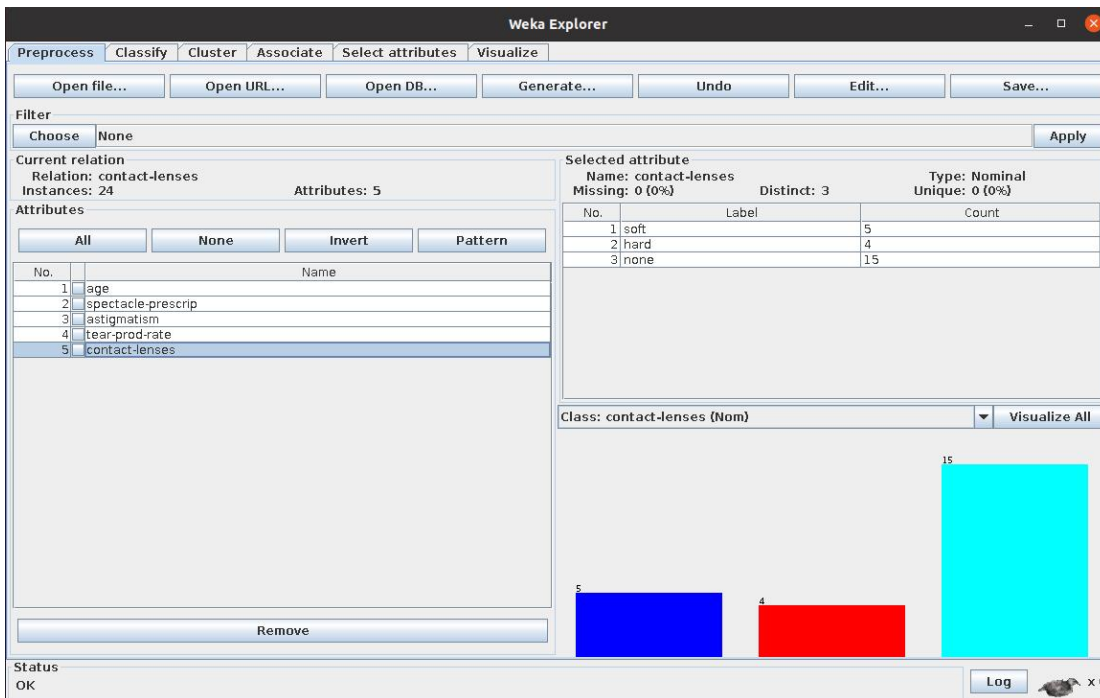 Weka Explorer
Preprocess Classify Cluster Associate Select attributes Visualize
Open file... Open URL... Open DB... Generate... Undo Edit... Save...
Filter
Choose None Apply
Current relation
Relation: contact-lenses
Instances: 24 Attributes: 5
Attributes
All None Invert Pattern
No. Name
1 age
2 spectacle-prescrip
3 astigmatism
4 tear-prod-rate
5 contact-lenses
Remove
Selected attribute
Name: contact-lenses Type: Nominal
Missing: 0 (0%) Distinct: 3 Unique: 0 (0%)
No. Label Count
1 soft 5
2 hard 4
3 none 15
Class: contact-lenses (Nom) Visualize All
15
5
4
Status
OK
Log x